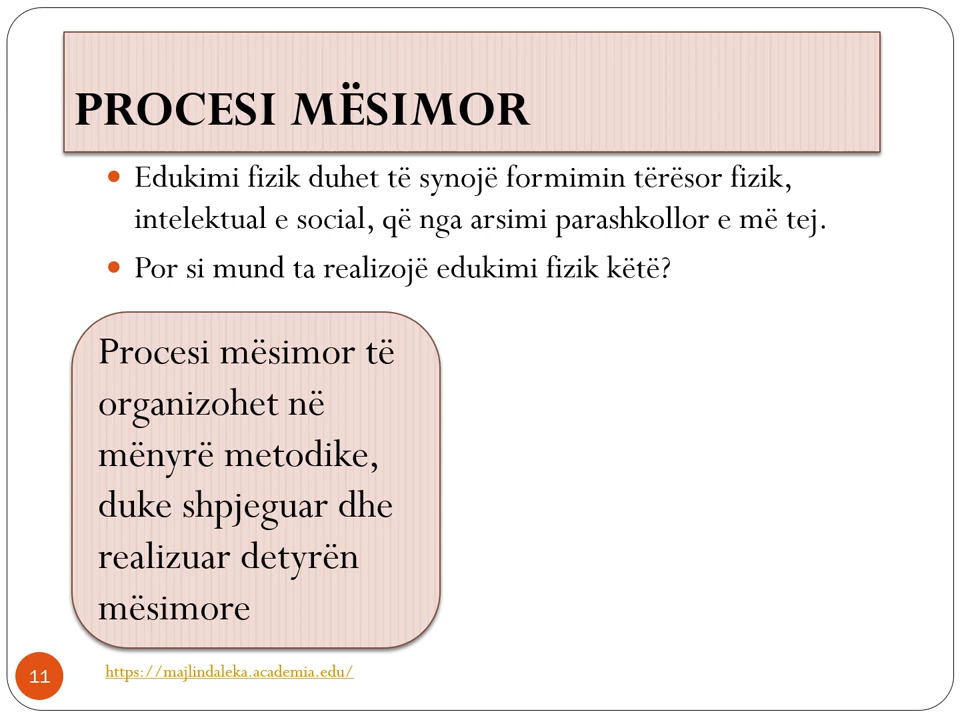 PROCESI MËSIMOR
Edukimi fizik duhet të synojë formimin tërësor fizik,
intelektual e social, që nga arsimi parashkollor e më tej.
Por si mund ta realizojë edukimi fizik këtë?
Procesi mësimor të
organizohet në
mënyrë metodike,
duke shpjeguar dhe
realizuar detyrën
mësimore
11
https://majlindaleka.academia.edu/